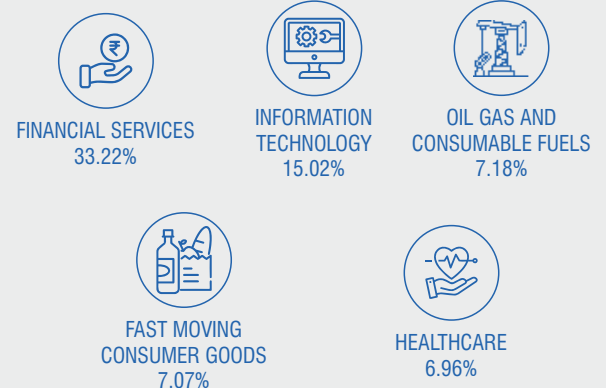 ₹
FINANCIAL SERVICES
33.22%
INFORMATION
TECHNOLOGY
15.02%
OIL GAS AND
CONSUMABLE FUELS
7.18%
FAST MOVING
CONSUMER GOODS
7.07%
HEALTHCARE
6.96%